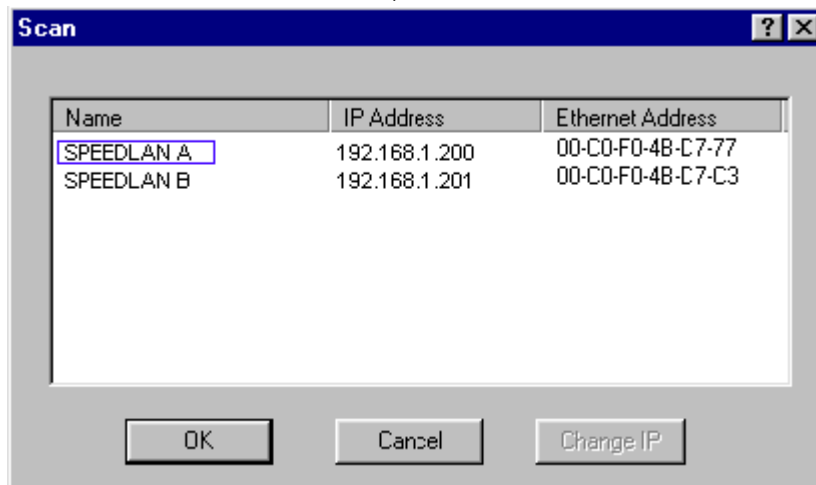 Scan
Name IP Address Ethernet Address
SPEEDLAN A 192.168.1.200 00-C0-F0-4B-C7-77
SPEEDLAN B 192.168.1.201 00-C0-F0-4B-C7-C3
OK Cancel Change IP